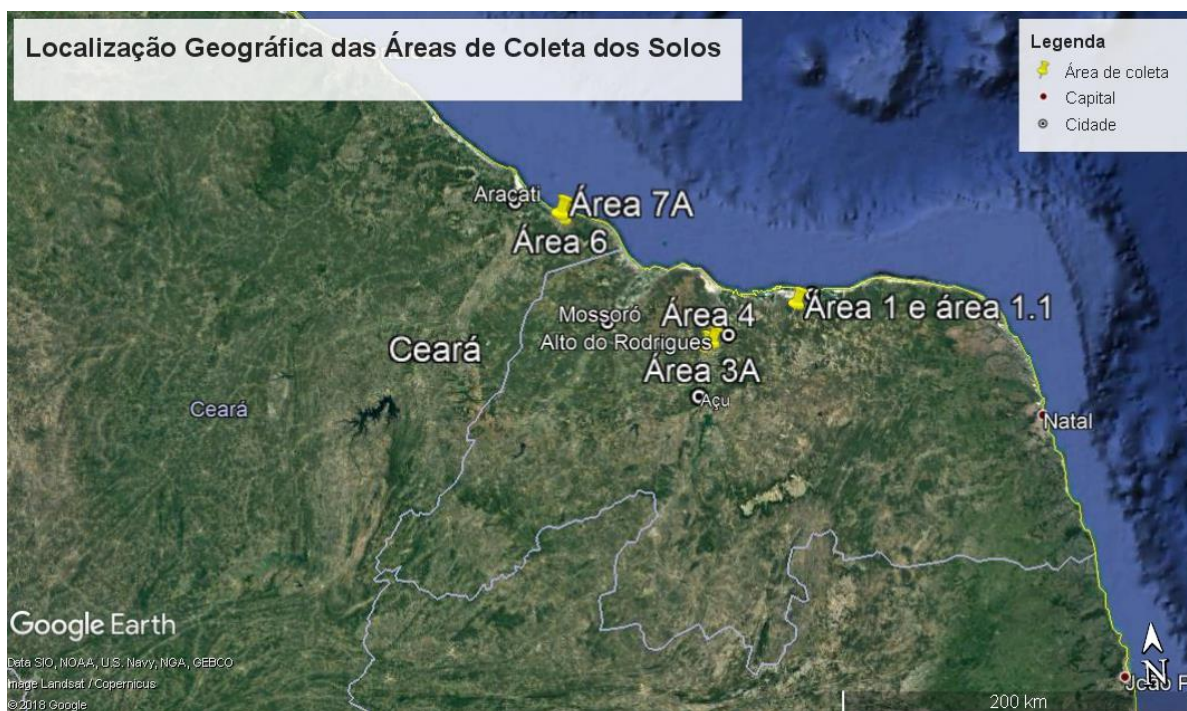 Localização Geográfica das Áreas de Coleta dos Solos
Legenda
Área de coleta
Capital
Cidade
Aracati
Área 7A
Área 6
Mossoró
Área 4
Área 1 e área 1.1
Alto do Rodrigues
Ceará
Área 3A
Açu
Ceará
Natal
Google Earth
Data SIO, NOAA, U.S. Navy, NGA, GEBCO
Image Landsat / Copernicus
© 2018 Google
200 km
N
João P